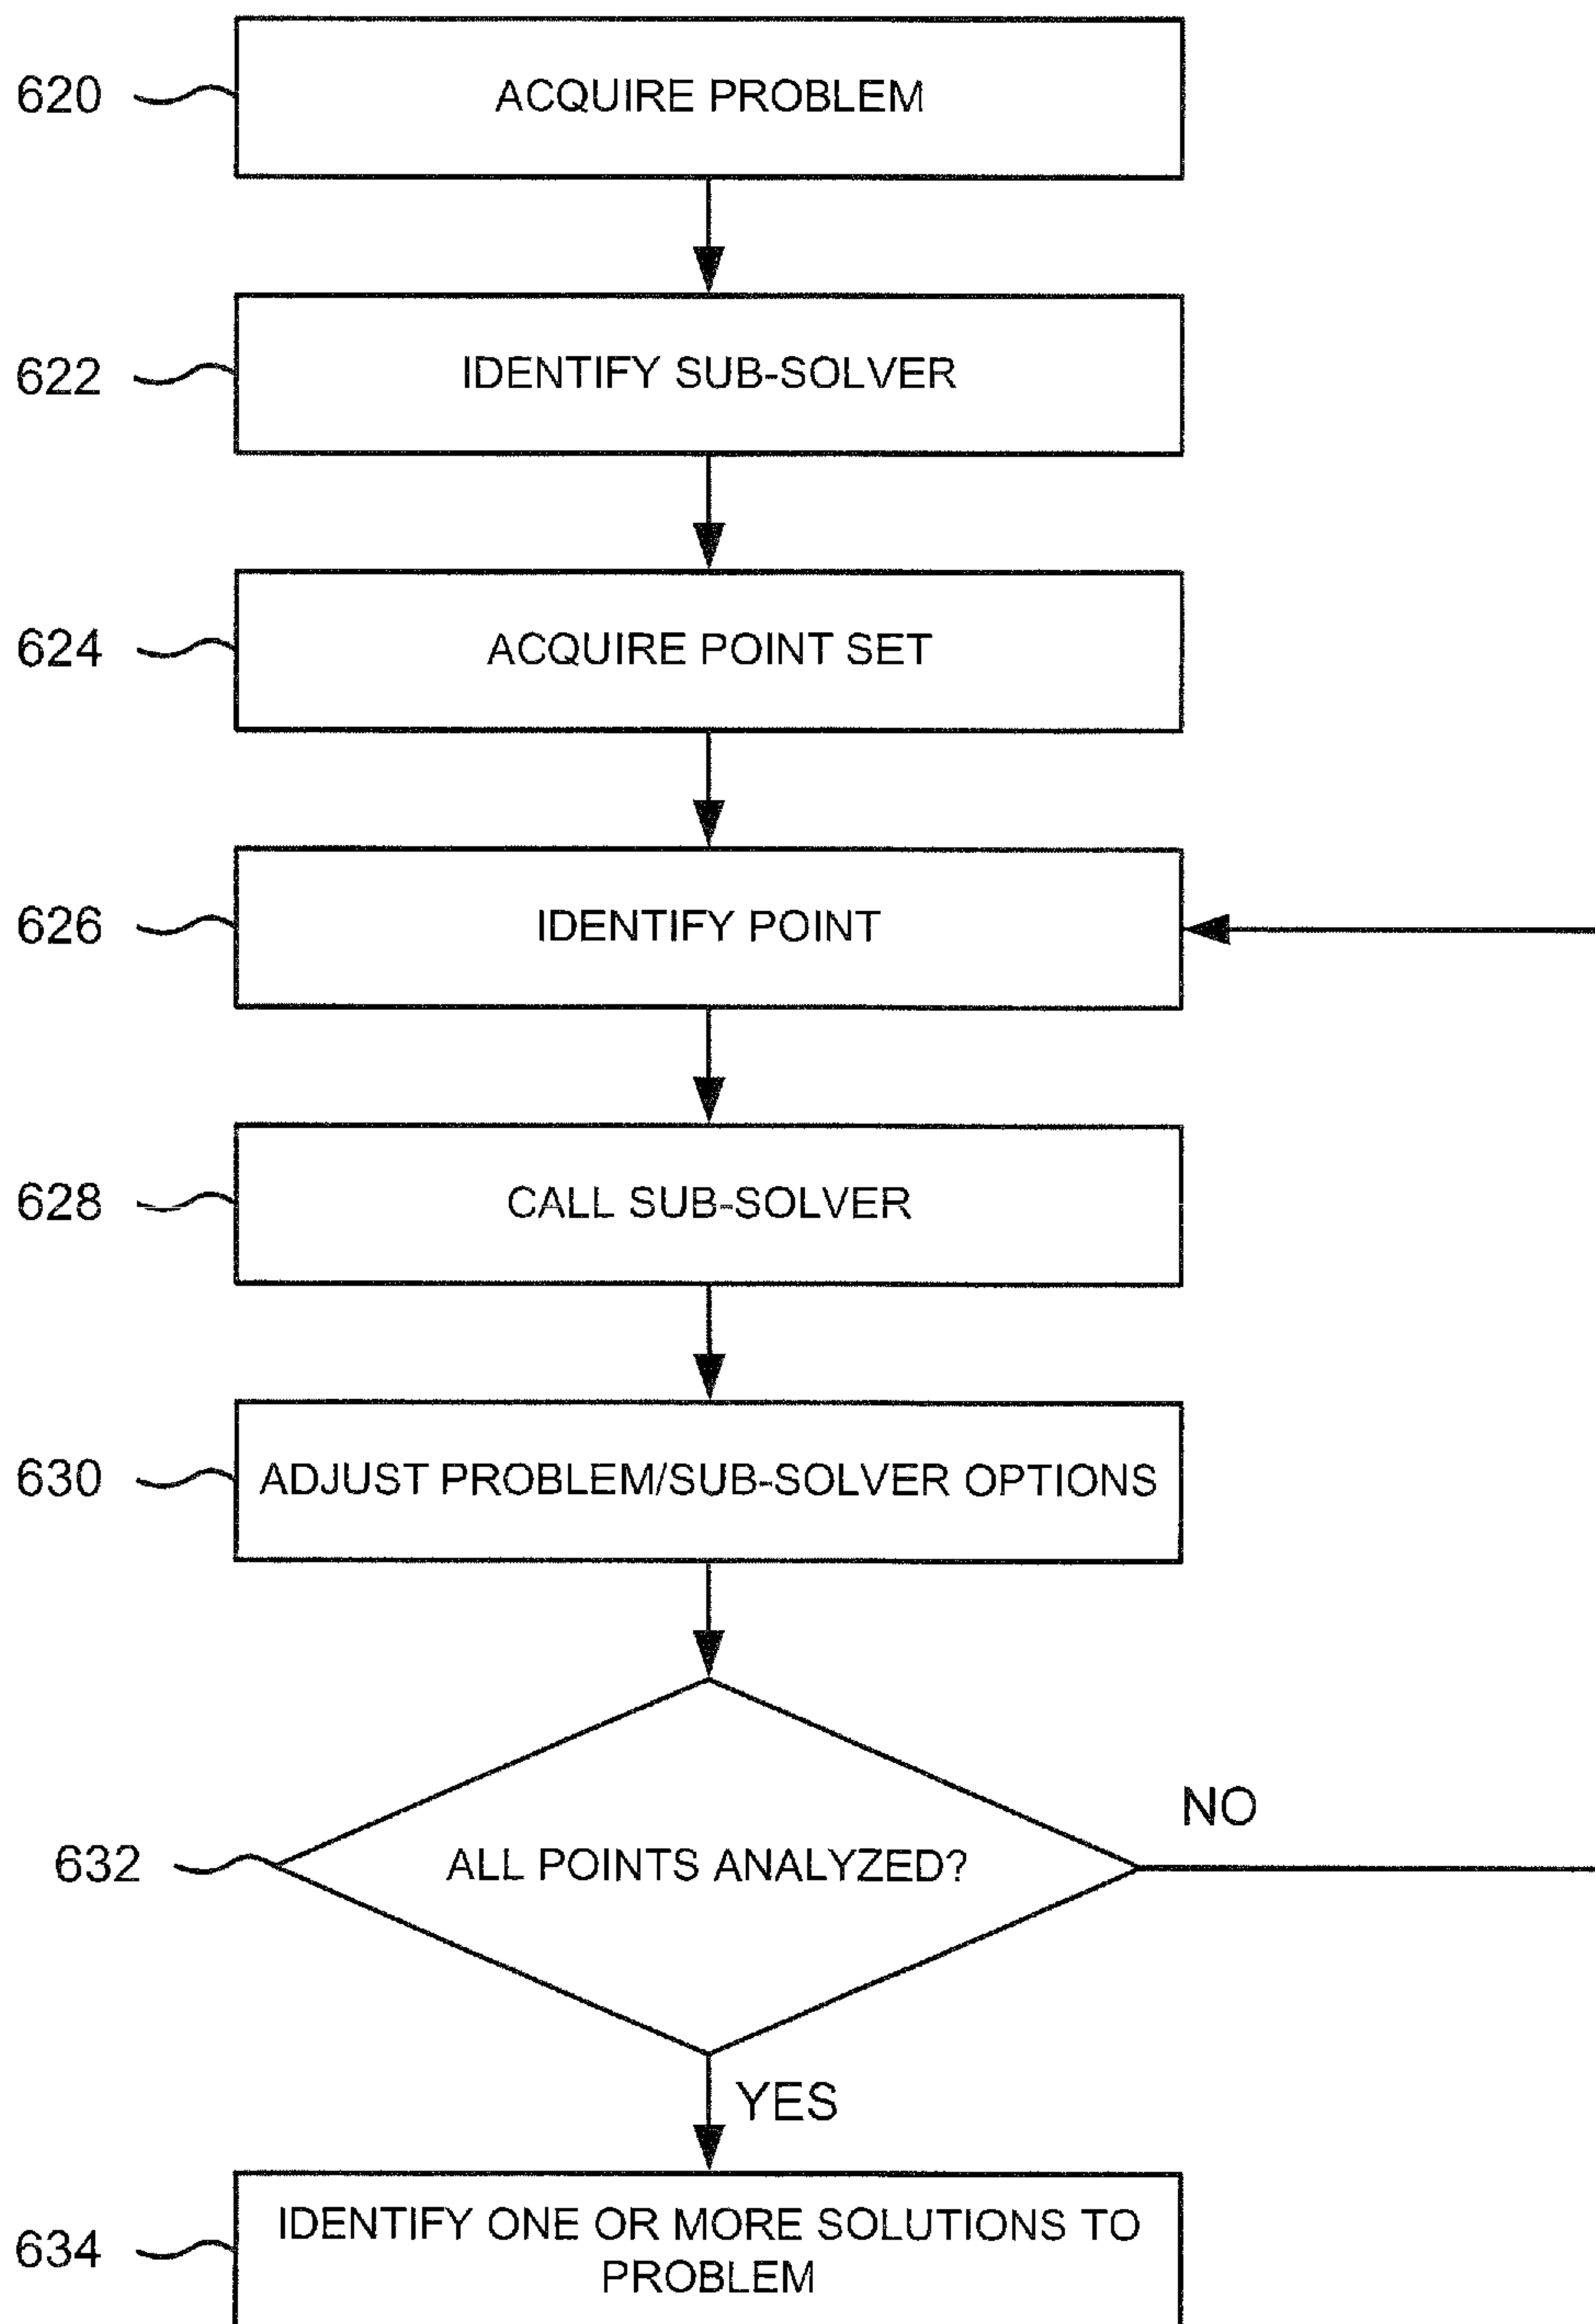 620
ACQUIRE PROBLEM
622
IDENTIFY SUB-SOLVER
624
ACQUIRE POINT SET
626
IDENTIFY POINT
628
CALL SUB-SOLVER
630
ADJUST PROBLEM/SUB-SOLVER OPTIONS
632
ALL POINTS ANALYZED?
NO
YES
634
IDENTIFY ONE OR MORE SOLUTIONS TO
PROBLEM